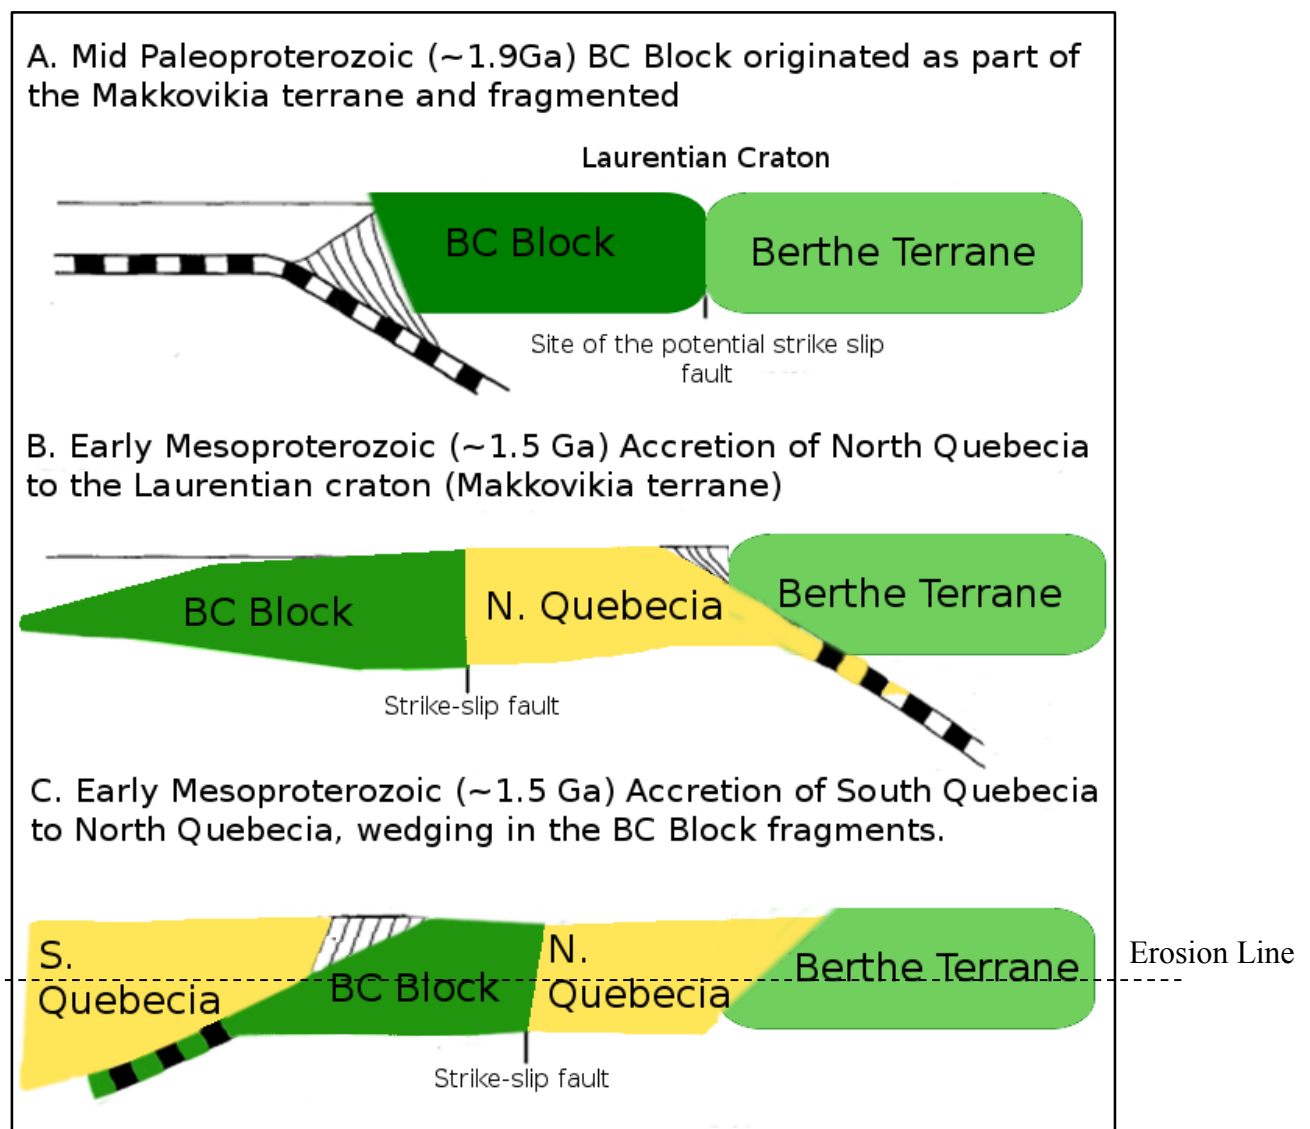 A. Mid Paleoproterozoic (~1.9Ga) BC Block originated as part of
the Makkovikia terrane and fragmented
Laurentian Craton
BC Block
Berthe Terrane
Site of the potential strike slip
fault
B. Early Mesoproterozoic (~1.5 Ga) Accretion of North Quebecia
to the Laurentian craton (Makkovikia terrane)
BC Block
N. Quebecia
Berthe Terrane
Strike-slip fault
C. Early Mesoproterozoic (~1.5 Ga) Accretion of South Quebecia
to North Quebecia, wedging in the BC Block fragments.
S.
Quebecia
BC Block
N.
Quebecia
Berthe Terrane
Erosion Line
Strike-slip fault